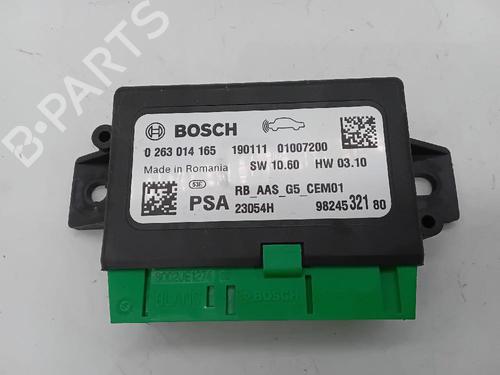 B-PARTS
BOSCH
0 263 014 165 190111 01007200
Made in Romania SW 10.60 HW 03.10
RB_AAS_G5_CEM01
PSA 23054H 98245 321 80
BOSCH